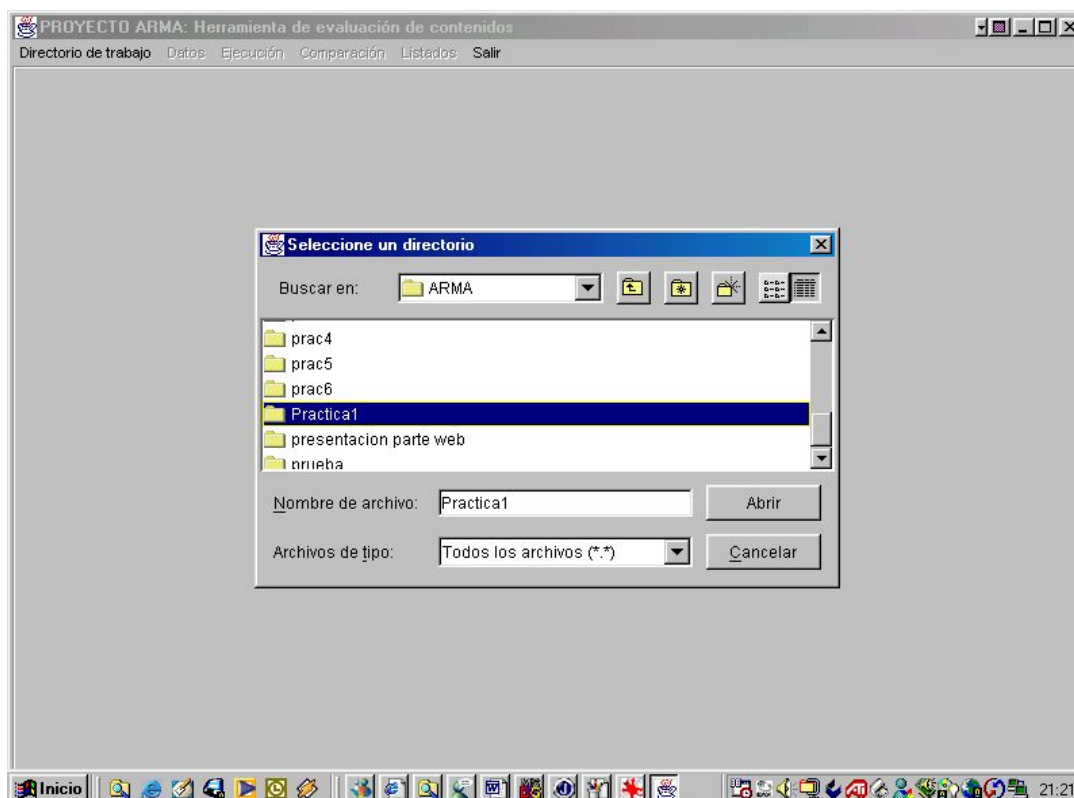 PROYECTO ARMA: Herramienta de evaluación de contenidos
Directorio de trabajo Datos Ejecución Comparación Listados Salir
Seleccione un directorio
Buscar en: ARMA
prac4
prac5
prac6
Practica1
presentacion parte web
prueba
Nombre de archivo: Practica1 Abrir
Archivos de tipo: Todos los archivos (*.*) Cancelar
Inicio 21:21